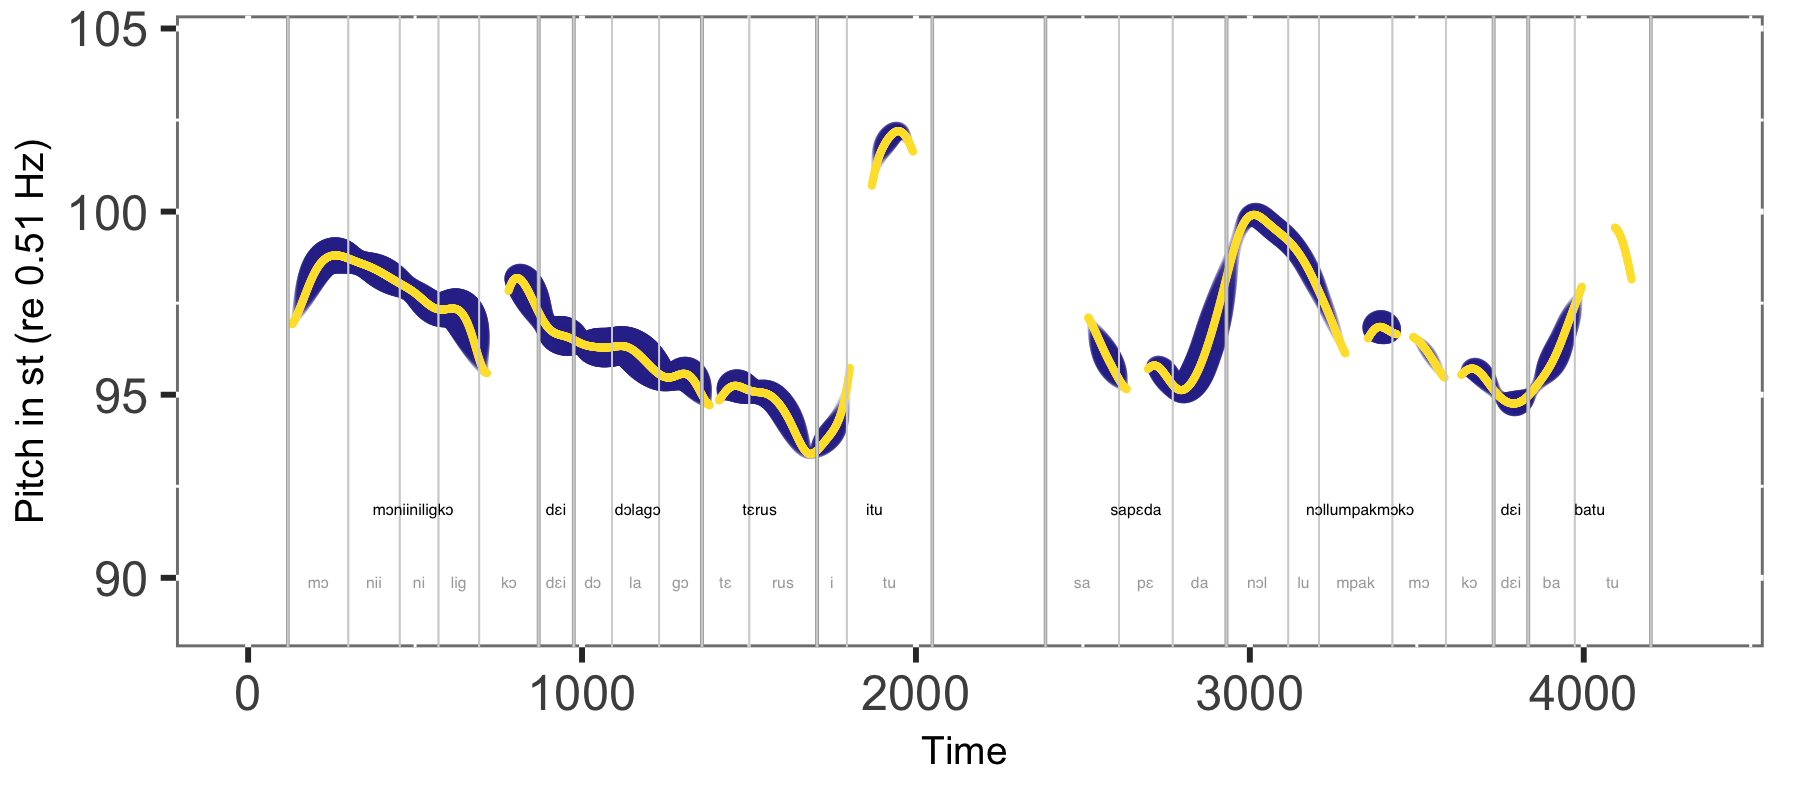 105
100
95
90
Pitch in st (re 0.51 Hz)
mɔniiniligkɔ dɛi dɔlagɔ tɛrus itu sapɛda nɔllumpakmɔkɔ dɛi batu
mɔ nii ni lig kɔ dɛi dɔ la gɔ tɛ rus i tu sa pɛ da nɔl lu mpak mɔ kɔ dɛi ba tu
0 1000 2000 3000 4000
Time